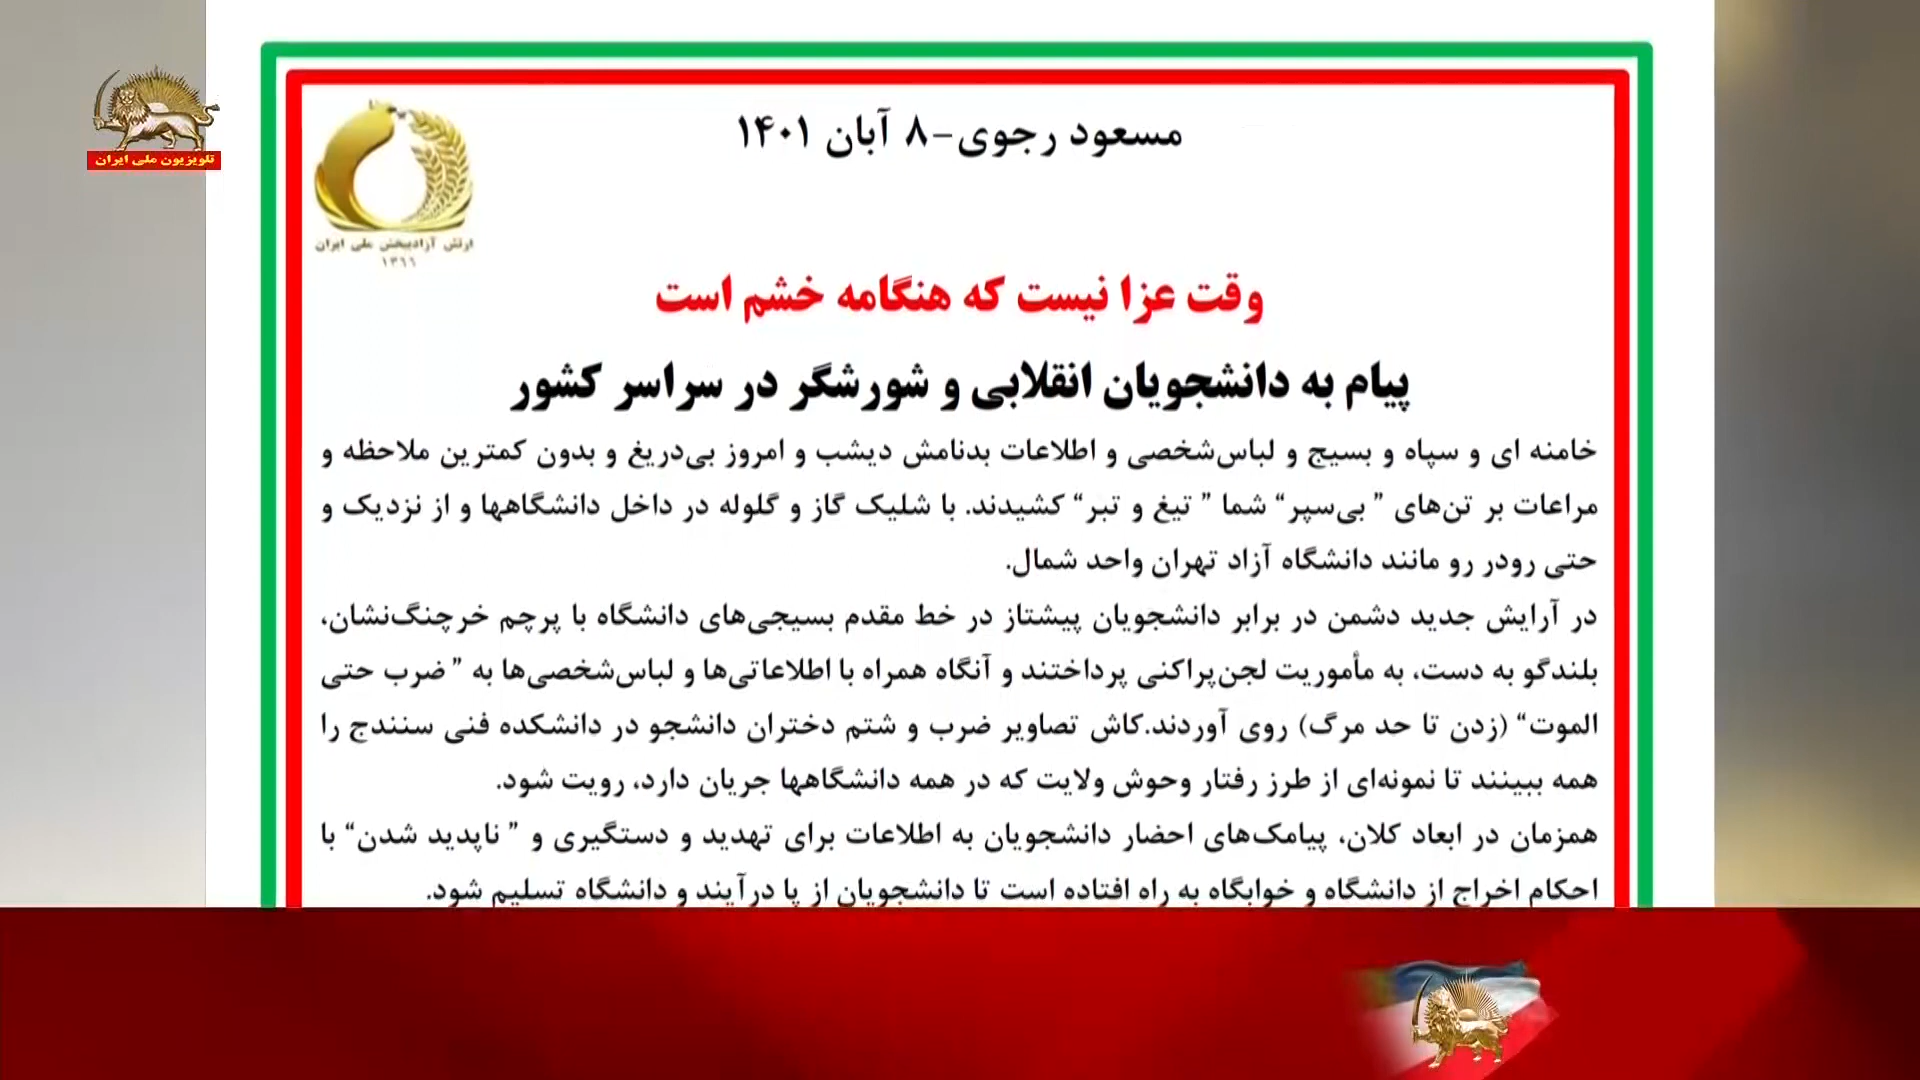 تلویزیون ملی ایران
مسعود رجوی-۸ آبان ۱۴۰۱
ارتش آزادیبخش ملی ایران
۱۳۶۶
وقت عزا نیست که هنگامه خشم است
پیام به دانشجویان انقلابی و شورشگر در سراسر کشور
خامنه ای و سپاه و بسیج و لباس‌شخصی و اطلاعات بدنامش دیشب و امروز بی‌دریغ و بدون کمترین ملاحظه و
مراعات بر تن‌های ” بی‌سپر“ شما ” تیغ و تبر“ کشیدند. با شلیک گاز و گلوله در داخل دانشگاهها و از نزدیک و
حتی رودر رو مانند دانشگاه آزاد تهران واحد شمال.
در آرایش جدید دشمن در برابر دانشجویان پیشتاز در خط مقدم بسیجی‌های دانشگاه با پرچم خرچنگ‌نشان،
بلندگو به دست، به مأموریت لجن‌پراکنی پرداختند و آنگاه همراه با اطلاعاتی‌ها و لباس‌شخصی‌ها به ” ضرب حتی
الموت“ (زدن تا حد مرگ) روی آوردند.کاش تصاویر ضرب و شتم دختران دانشجو در دانشکده فنی سنندج را
همه ببینند تا نمونه‌ای از طرز رفتار وحوش ولایت که در همه دانشگاهها جریان دارد، رویت شود.
همزمان در ابعاد کلان، پیامک‌های احضار دانشجویان به اطلاعات برای تهدید و دستگیری و ” ناپدید شدن“ با
احکام اخراج از دانشگاه و خوابگاه به راه افتاده است تا دانشجویان از پا درآیند و دانشگاه تسلیم شود.